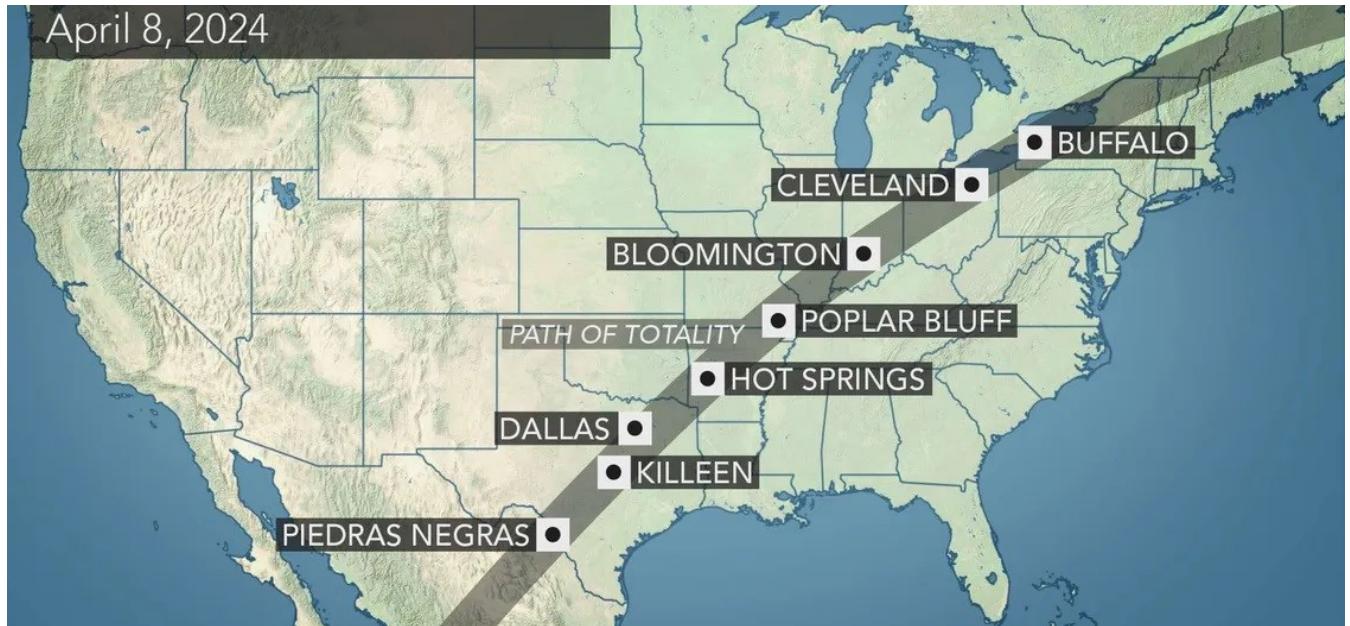 April 8, 2024
BUFFALO
CLEVELAND
BLOOMINGTON
POPLAR BLUFF
PATH OF TOTALITY
HOT SPRINGS
DALLAS
KILLEEN
PIEDRAS NEGRAS